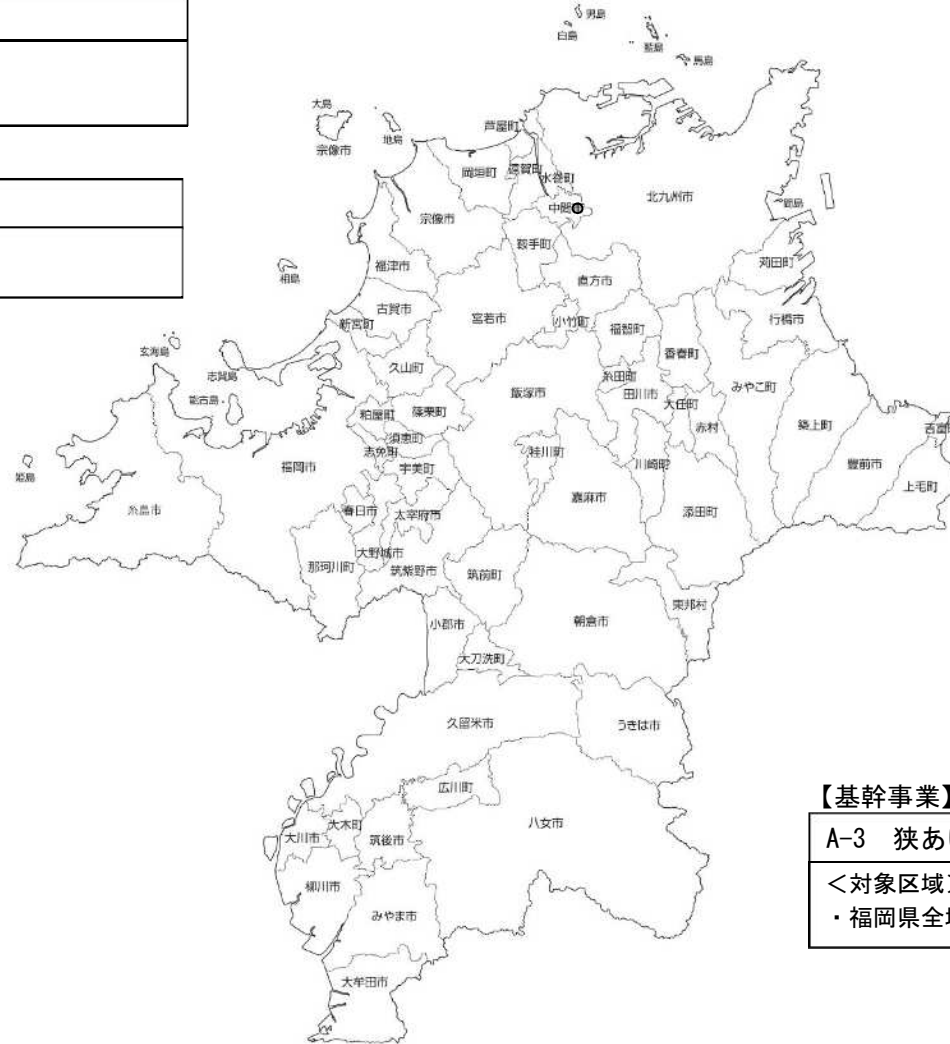 男島
白島
藍島
馬島
大島
地島
宗像市
芦屋町
岡垣町
遠賀町
水巻町
北九州市
宗像市
中間
鞍手町
苅田町
福津市
相島
直方市
古賀市
宮若市
小竹町
福智町
行橋市
新宮町
玄海島
久山町
香春町
志賀島
飯塚市
糸田町
みやこ町
能古島
粕屋町
篠栗町
田川市
大任町
赤村
築上町
須恵町
志免町
福岡市
宇美町
桂川町
川崎町
豊前市
姫島
糸島市
嘉麻市
上毛町
春日市
太宰府市
添田町
大野城市
那珂川町
筑紫野市
筑前町
東邦村
小郡市
朝倉市
大刀洗町
久留米市
うきは市
広川町
八女市
大川市
大木町
筑後市
柳川市
みやま市
大牟田市
【基幹事業】
A-3 狭あ
<対象区域
・福岡県全